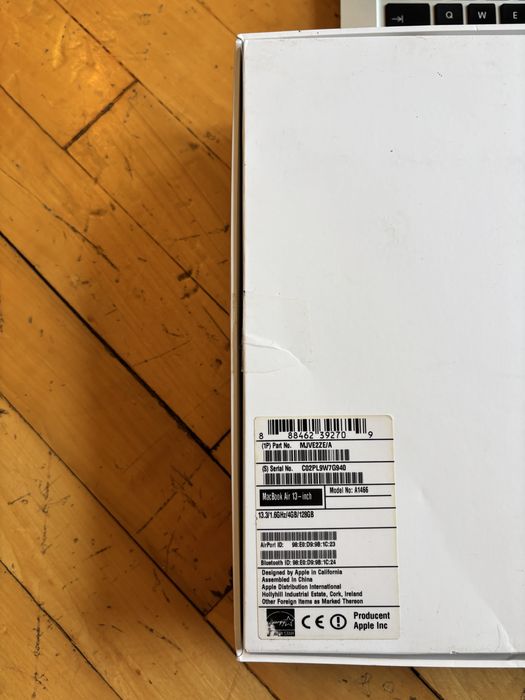 Q W E
8 88462 39270 9
(1P) Part No. MJVE2ZE/A
(S) Serial No. C02PL9W7G940
MacBook Air 13-inch
Model No: A1466
13.3/1.6GHz/4GB/128GB
AirPort ID: 98:E0:D9:9B:1C:23
Bluetooth ID: 98:E0:D9:9B:1C:24
Designed by Apple in California
Assembled in China
Apple Distribution International
Hollyhill Industrial Estate, Cork, Ireland
Other Foreign Items as Marked Thereon
CE
Producent
Apple Inc